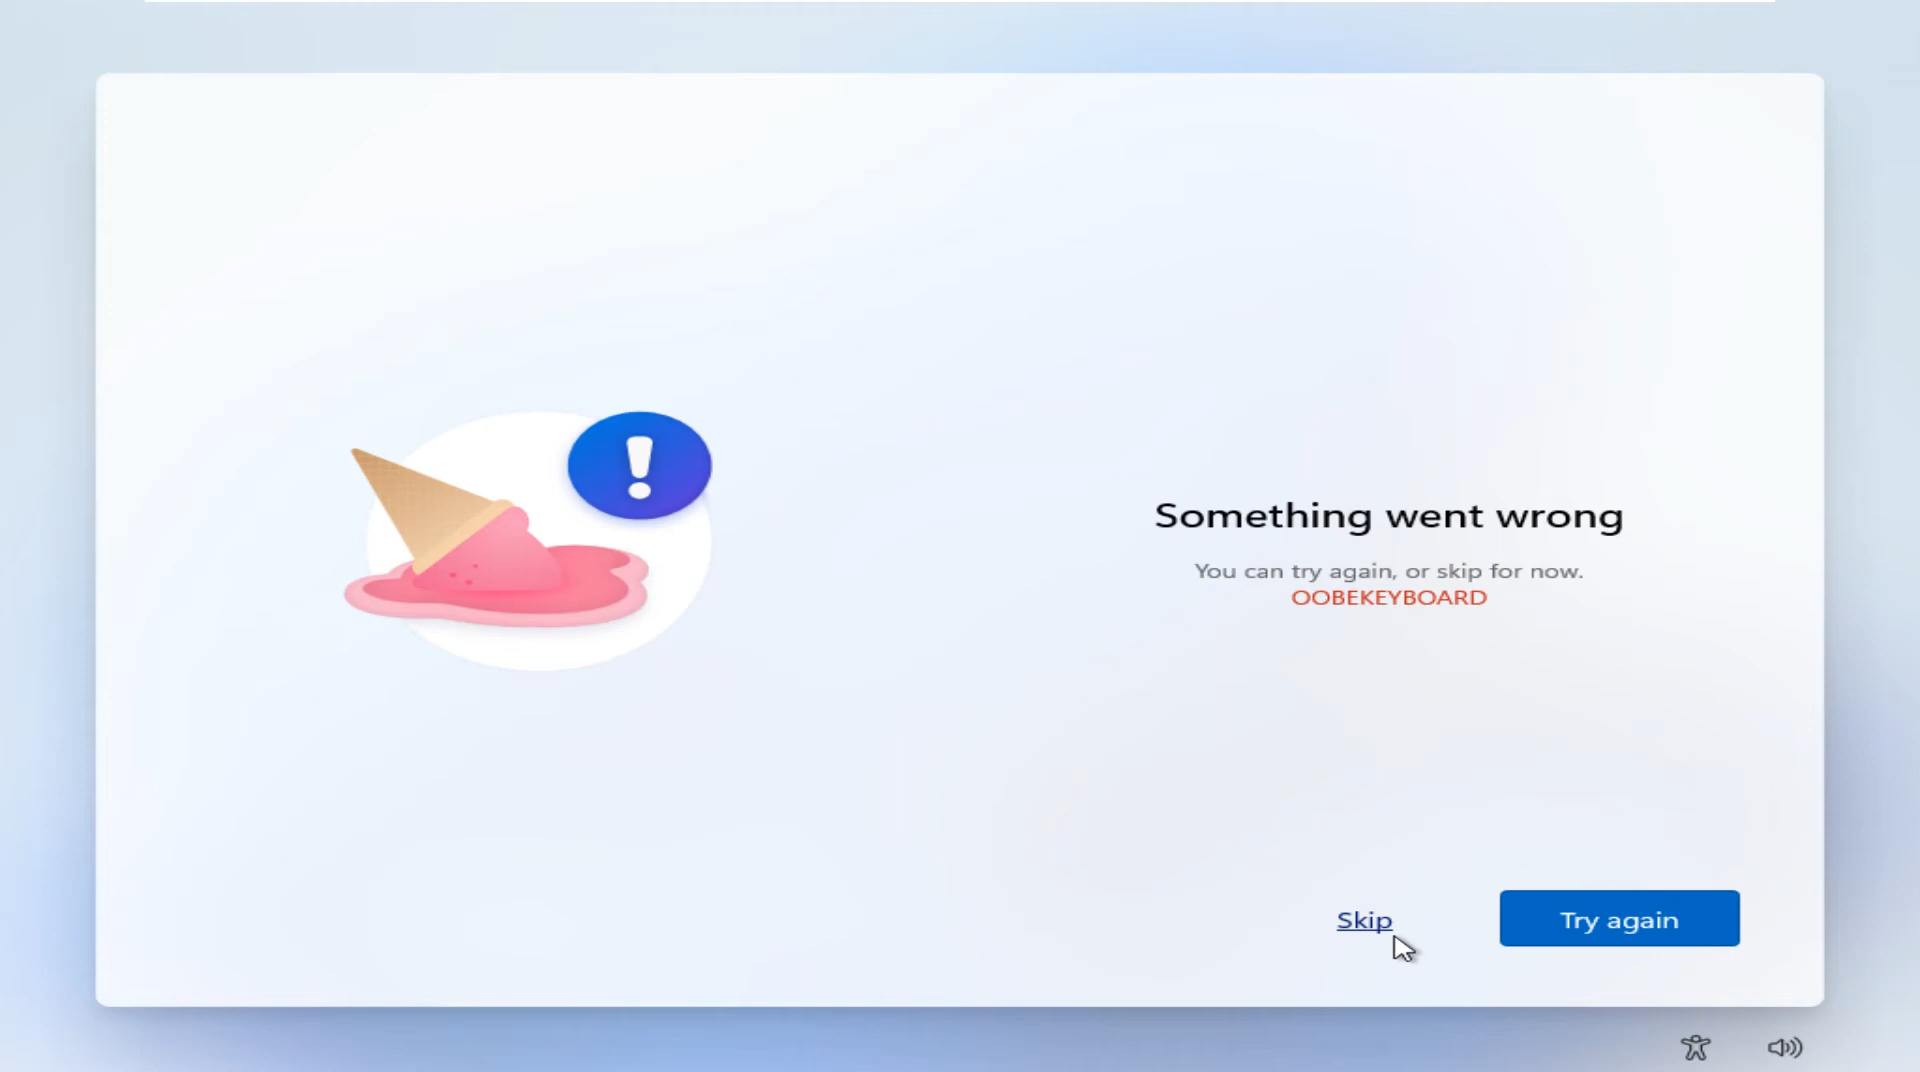 Something went wrong
You can try again, or skip for now.
OOBEKEYBOARD
Skip
Try again